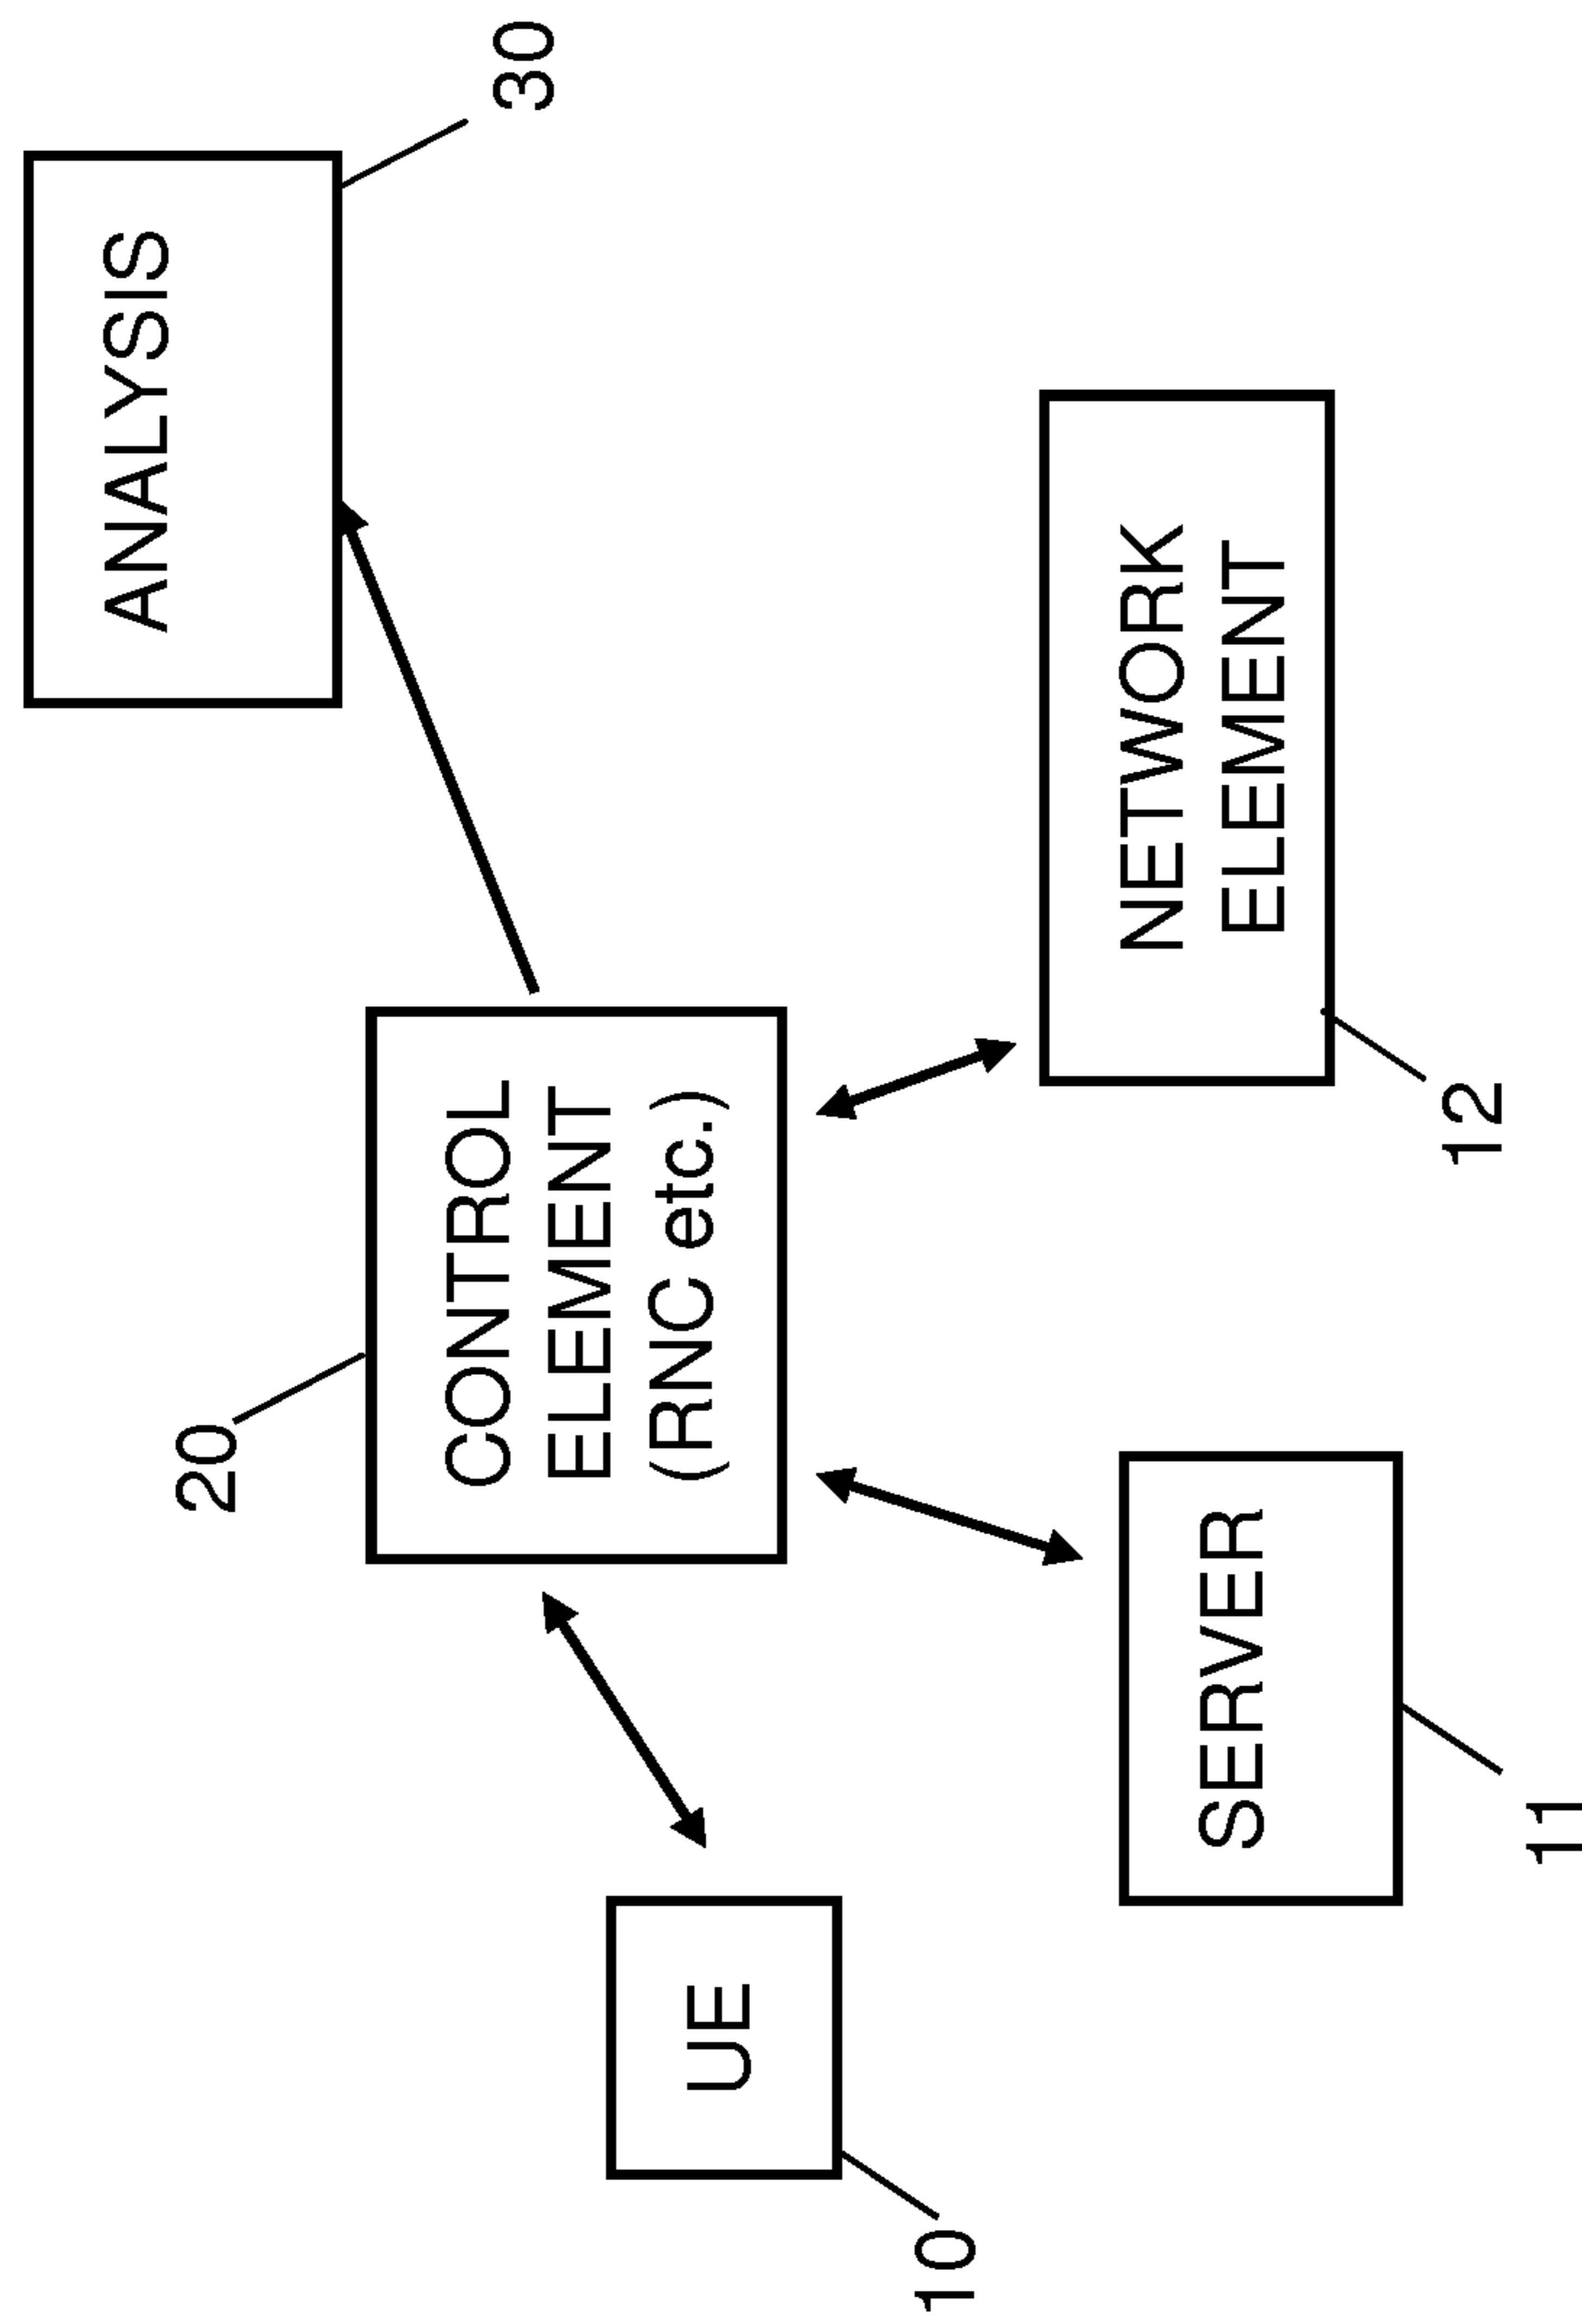 20
CONTROL
ELEMENT
(RNC etc.)
ANALYSIS
30
UE
10
SERVER
11
NETWORK
ELEMENT
12